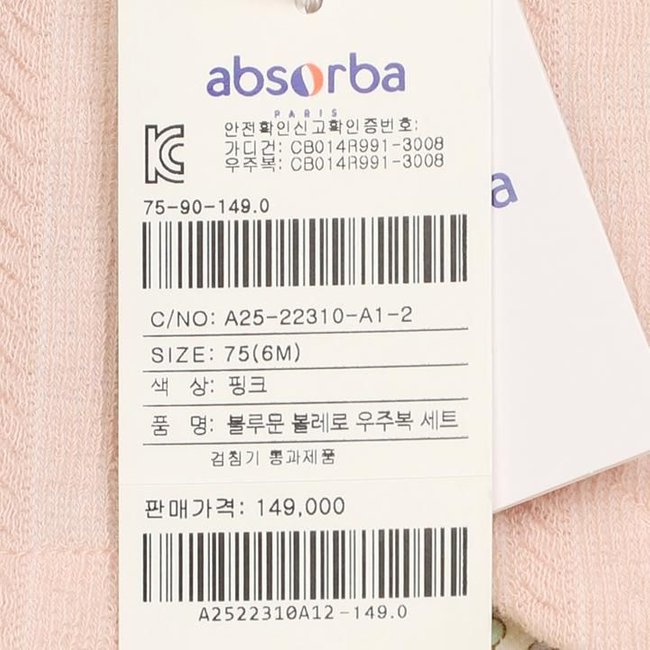 absorba
PARIS
안전확인신고확인증번호:
가디건: CB014R991-3008
우주복: CB014R991-3008
75-90-149.0
C/NO: A25-22310-A1-2
SIZE: 75(6M)
색 상: 핑크
품 명: 블루문 볼레로 우주복 세트
검침기 통과제품
판매가격: 149,000
A2522310A12-149.0
a